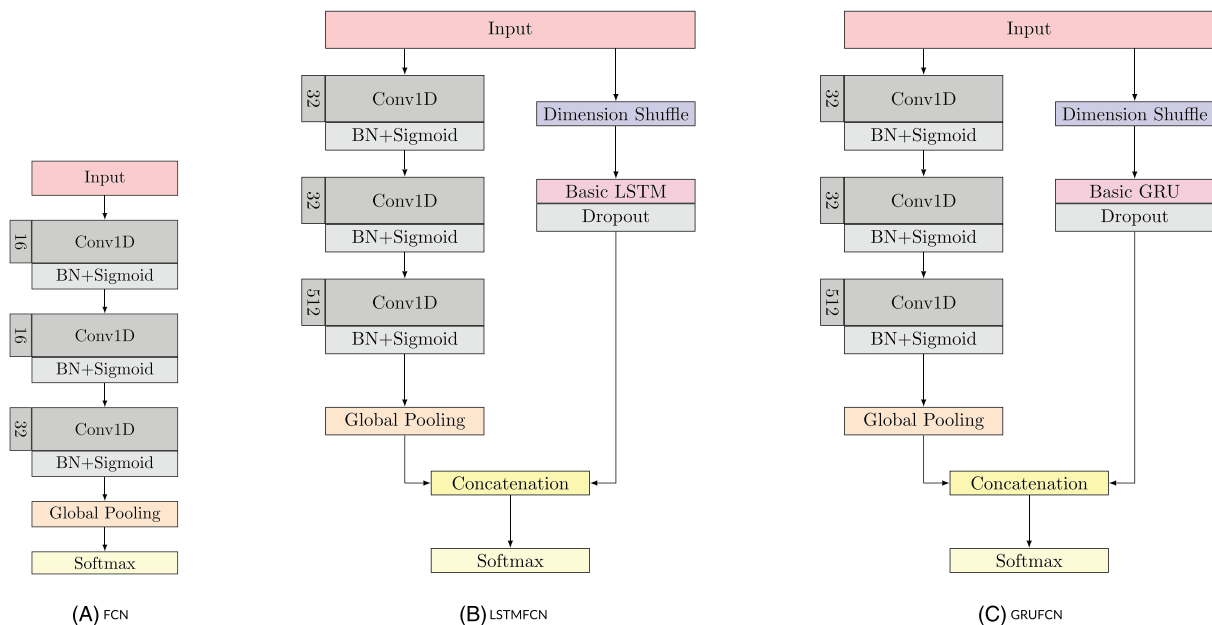 Input
16
Conv1D
BN+Sigmoid
16
Conv1D
BN+Sigmoid
32
Conv1D
BN+Sigmoid
Global Pooling
Softmax
(A) FCN
Input
32
Conv1D
BN+Sigmoid
32
Conv1D
BN+Sigmoid
512
Conv1D
BN+Sigmoid
Global Pooling
Dimension Shuffle
Basic LSTM
Dropout
Concatenation
Softmax
(B) LSTMFCN
Input
32
Conv1D
BN+Sigmoid
32
Conv1D
BN+Sigmoid
512
Conv1D
BN+Sigmoid
Global Pooling
Dimension Shuffle
Basic GRU
Dropout
Concatenation
Softmax
(C) GRUFCN